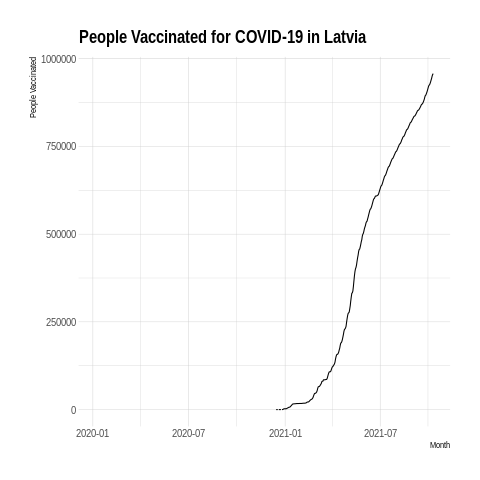 People Vaccinated for COVID-19 in Latvia
People Vaccinated
1000000
750000
500000
250000
0
2020-01 2020-07 2021-01 2021-07
Month